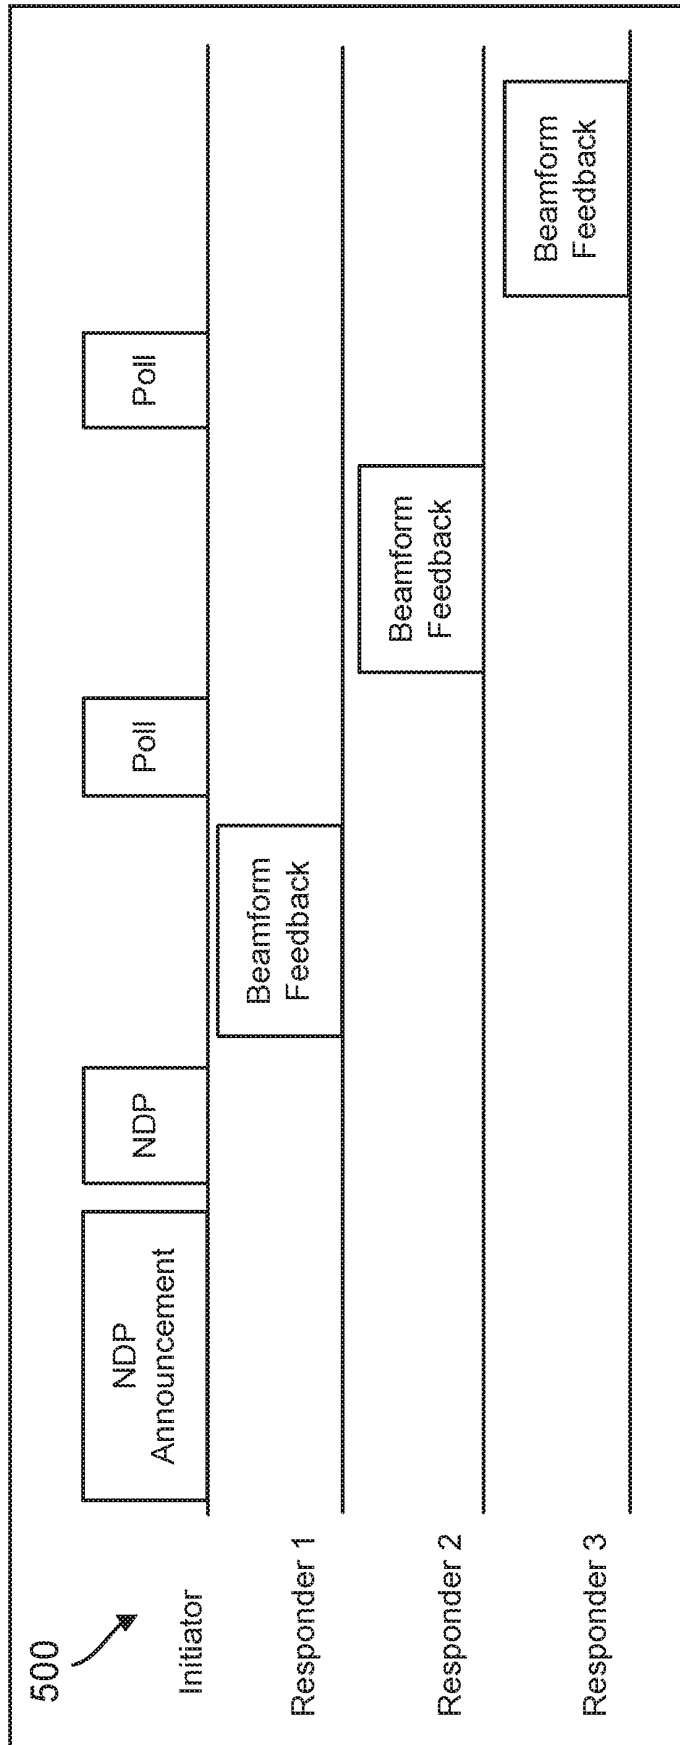 500
Initiator
NDP
Announcement
NDP
Poll
Poll
Responder 1
Beamform
Feedback
Responder 2
Beamform
Feedback
Responder 3
Beamform
Feedback